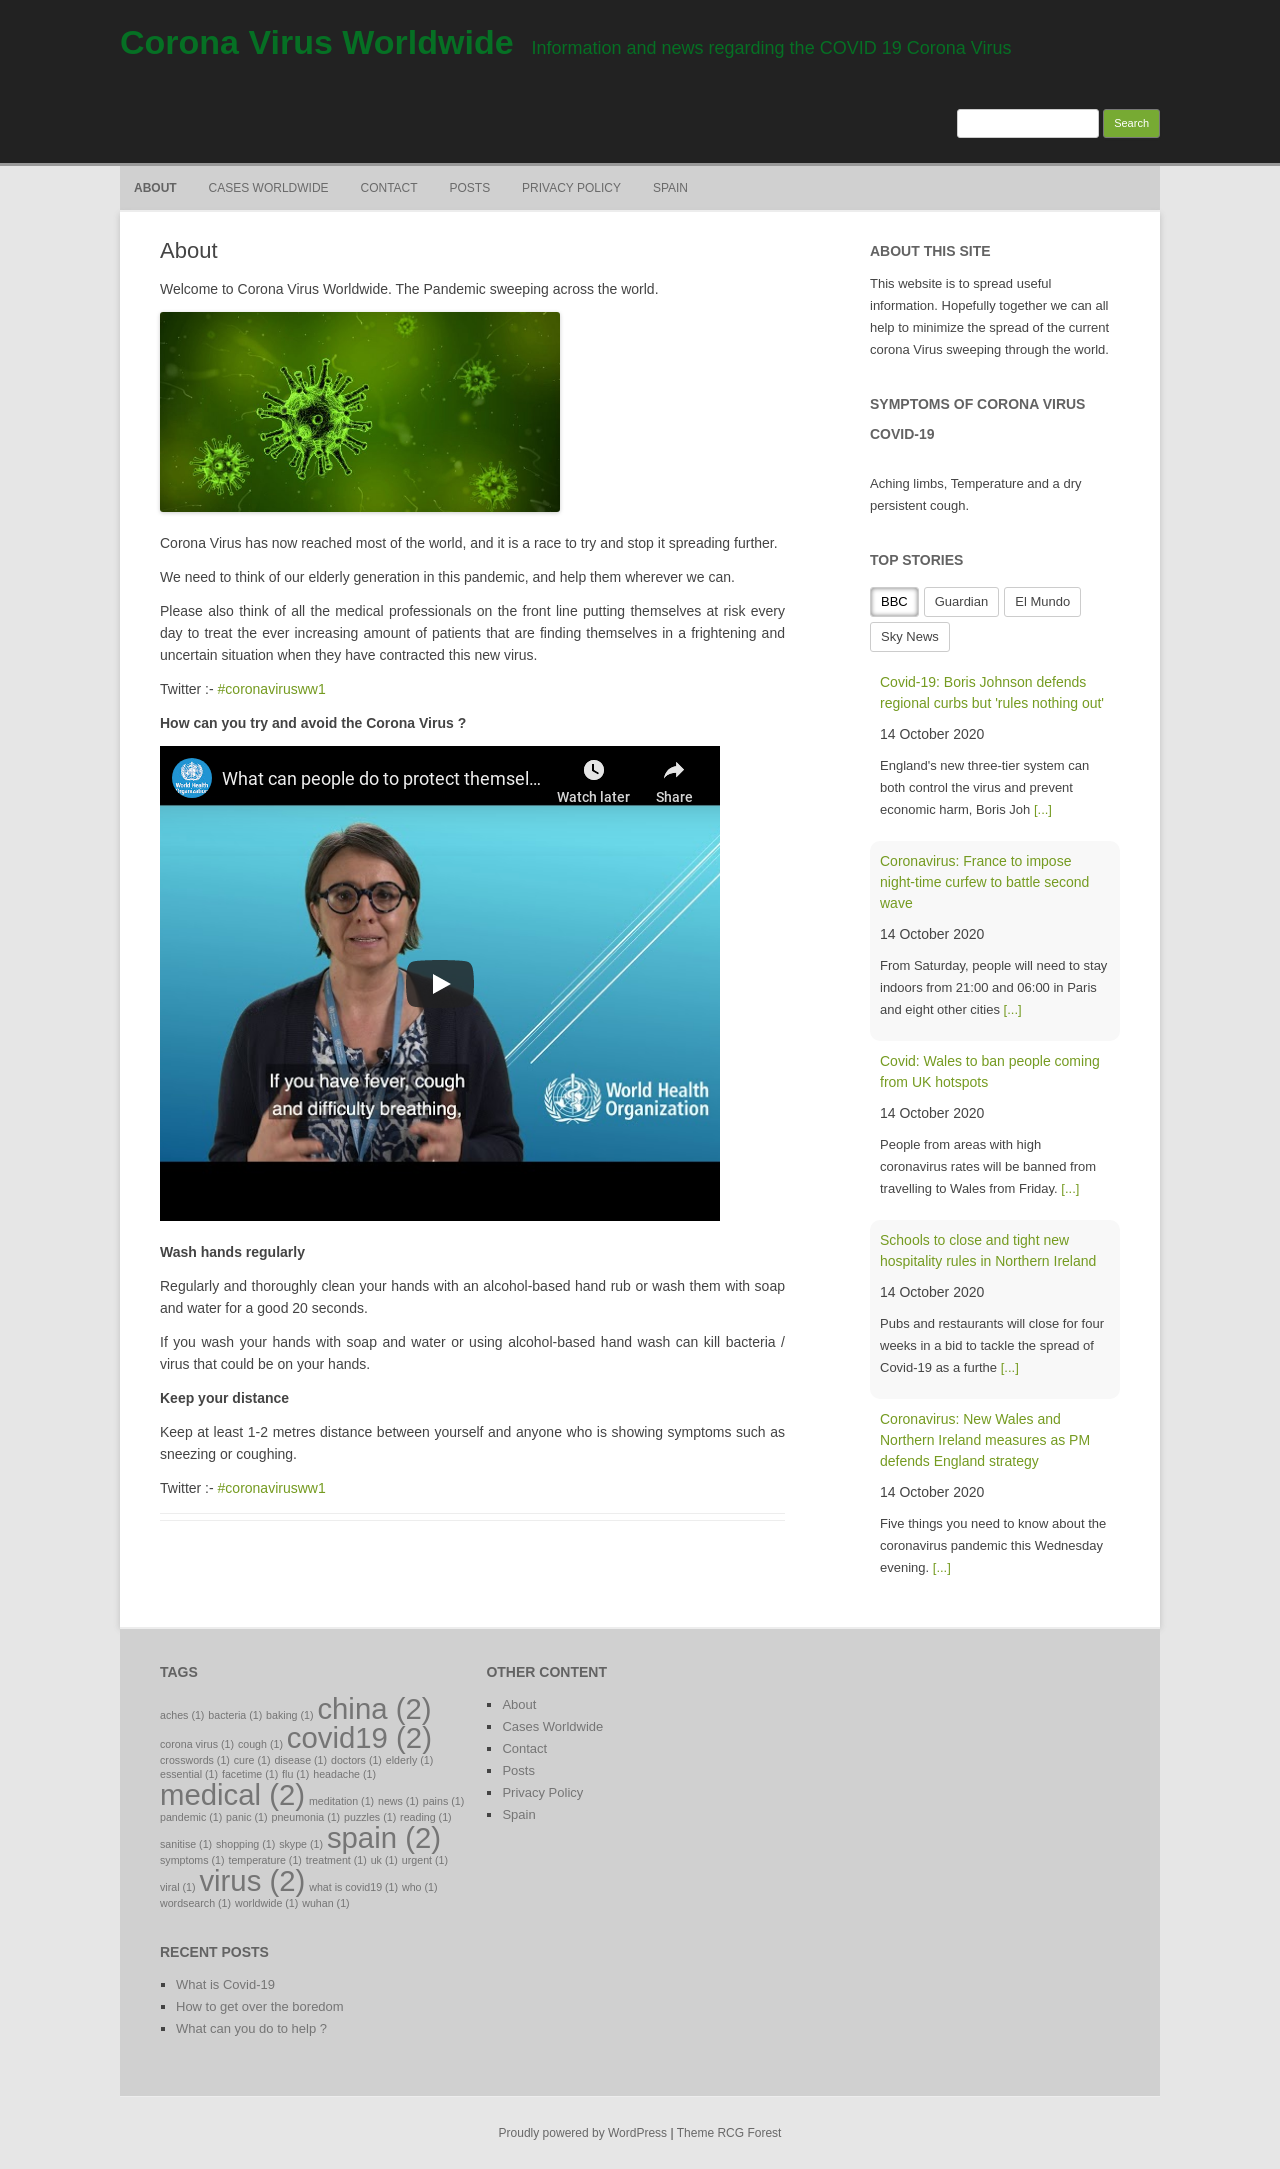 Corona Virus Worldwide Information and news regarding the COVID 19 Corona Virus
Search
ABOUT CASES WORLDWIDE CONTACT POSTS PRIVACY POLICY SPAIN
About
Welcome to Corona Virus Worldwide. The Pandemic sweeping across the world.
Corona Virus has now reached most of the world, and it is a race to try and stop it spreading further.
We need to think of our elderly generation in this pandemic, and help them wherever we can.
Please also think of all the medical professionals on the front line putting themselves at risk every
day to treat the ever increasing amount of patients that are finding themselves in a frightening and
uncertain situation when they have contracted this new virus.
Twitter :- #coronavirusww1
How can you try and avoid the Corona Virus ?
World Health
Organization
What can people do to protect themsel...
Watch later
Share
If you have fever, cough
and difficulty breathing,
World Health
Organization
Wash hands regularly
Regularly and thoroughly clean your hands with an alcohol-based hand rub or wash them with soap
and water for a good 20 seconds.
If you wash your hands with soap and water or using alcohol-based hand wash can kill bacteria /
virus that could be on your hands.
Keep your distance
Keep at least 1-2 metres distance between yourself and anyone who is showing symptoms such as
sneezing or coughing.
Twitter :- #coronavirusww1
ABOUT THIS SITE
This website is to spread useful
information. Hopefully together we can all
help to minimize the spread of the current
corona Virus sweeping through the world.
SYMPTOMS OF CORONA VIRUS
COVID-19
Aching limbs, Temperature and a dry
persistent cough.
TOP STORIES
BBC Guardian El Mundo
Sky News
Covid-19: Boris Johnson defends
regional curbs but 'rules nothing out'
14 October 2020
England's new three-tier system can
both control the virus and prevent
economic harm, Boris Joh [...]
Coronavirus: France to impose
night-time curfew to battle second
wave
14 October 2020
From Saturday, people will need to stay
indoors from 21:00 and 06:00 in Paris
and eight other cities [...]
Covid: Wales to ban people coming
from UK hotspots
14 October 2020
People from areas with high
coronavirus rates will be banned from
travelling to Wales from Friday. [...]
Schools to close and tight new
hospitality rules in Northern Ireland
14 October 2020
Pubs and restaurants will close for four
weeks in a bid to tackle the spread of
Covid-19 as a furthe [...]
Coronavirus: New Wales and
Northern Ireland measures as PM
defends England strategy
14 October 2020
Five things you need to know about the
coronavirus pandemic this Wednesday
evening. [...]
TAGS
aches (1) bacteria (1) baking (1) china (2)
corona virus (1) cough (1) covid19 (2)
crosswords (1) cure (1) disease (1) doctors (1) elderly (1)
essential (1) facetime (1) flu (1) headache (1)
medical (2) meditation (1) news (1) pains (1)
pandemic (1) panic (1) pneumonia (1) puzzles (1) reading (1)
sanitise (1) shopping (1) skype (1) spain (2)
symptoms (1) temperature (1) treatment (1) uk (1) urgent (1)
viral (1) virus (2) what is covid19 (1) who (1)
wordsearch (1) worldwide (1) wuhan (1)
RECENT POSTS
What is Covid-19
How to get over the boredom
What can you do to help ?
OTHER CONTENT
About
Cases Worldwide
Contact
Posts
Privacy Policy
Spain
Proudly powered by WordPress | Theme RCG Forest